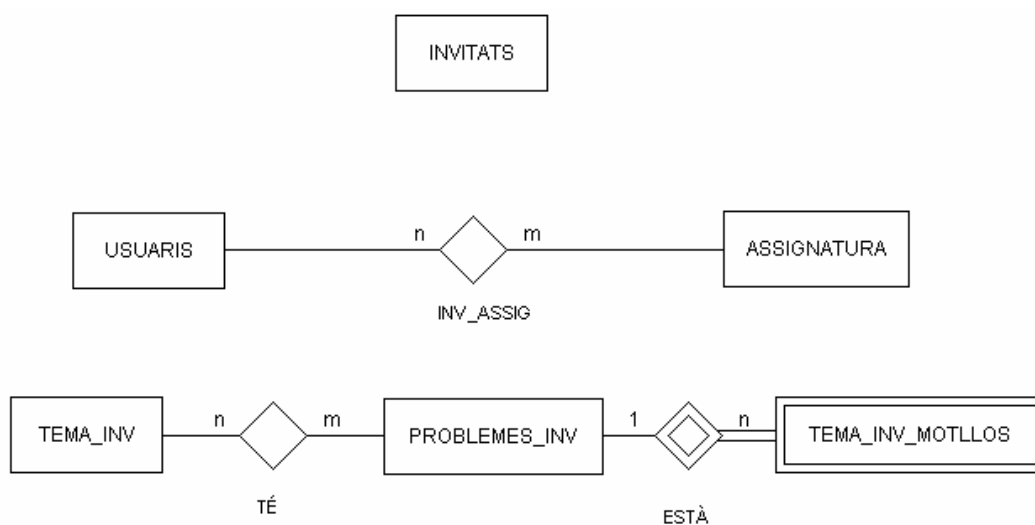 INVITATS
USUARIS n m ASSIGNATURA
INV_ASSIG
TEMA_INV n m PROBLEMES_INV 1 n TEMA_INV_MOTLLOS
TÉ ESTÀ